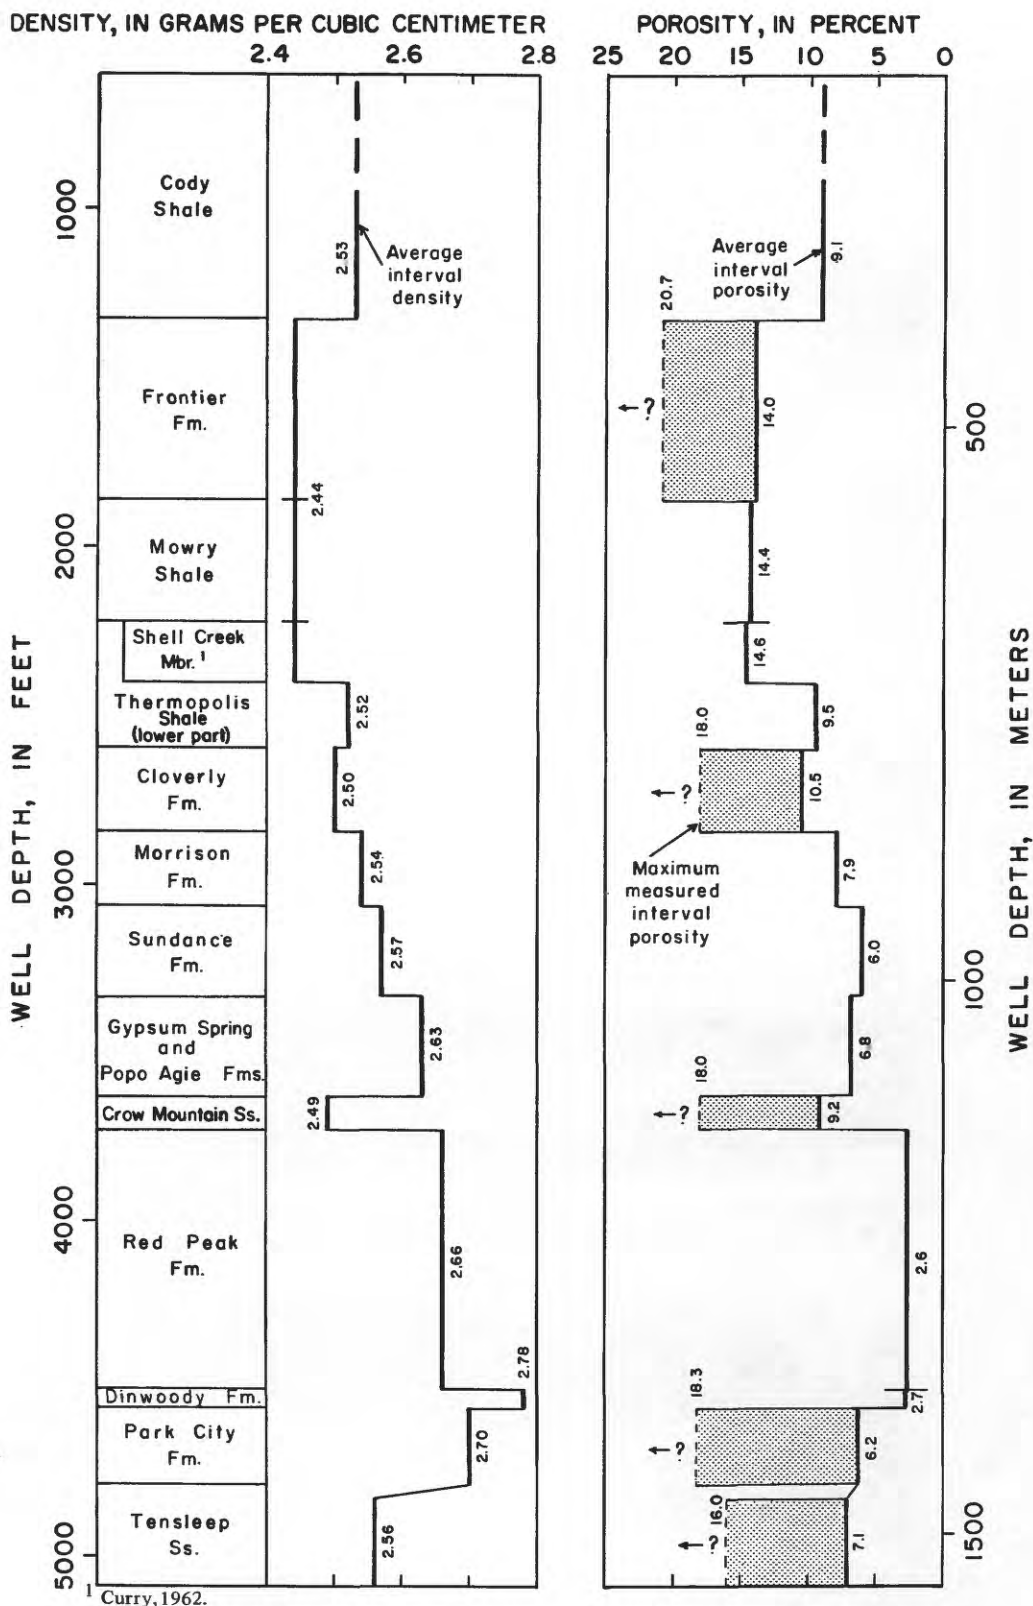 DENSITY, IN GRAMS PER CUBIC CENTIMETER
2.4 2.6 2.8
POROSITY, IN PERCENT
25 20 15 10 5 0
WELL DEPTH, IN FEET
1000
2000
3000
4000
5000
Cody
Shale
Frontier
Fm.
Mowry
Shale
Shell Creek
Mbr. 1
Thermopolis
Shale
(lower part)
Cloverly
Fm.
Morrison
Fm.
Sundance
Fm.
Gypsum Spring
and
Popo Agie Fms.
Crow Mountain Ss.
Red Peak
Fm.
Dinwoody Fm.
Park City
Fm.
Tensleep
Ss.
2.53
Average
interval
density
2.44
2.52
2.50
2.54
2.57
2.63
2.49
2.66
2.78
2.70
2.56
Average
interval
porosity
9.1
20.7
?
14.0
14.4
14.6
9.5
18.0
?
10.5
Maximum
measured
interval
porosity
7.9
6.0
6.8
18.0
?
9.2
2.6
18.3
2.7
?
6.2
16.0
?
7.1
500
1000
1500
WELL DEPTH, IN METERS
1 Curry, 1962.